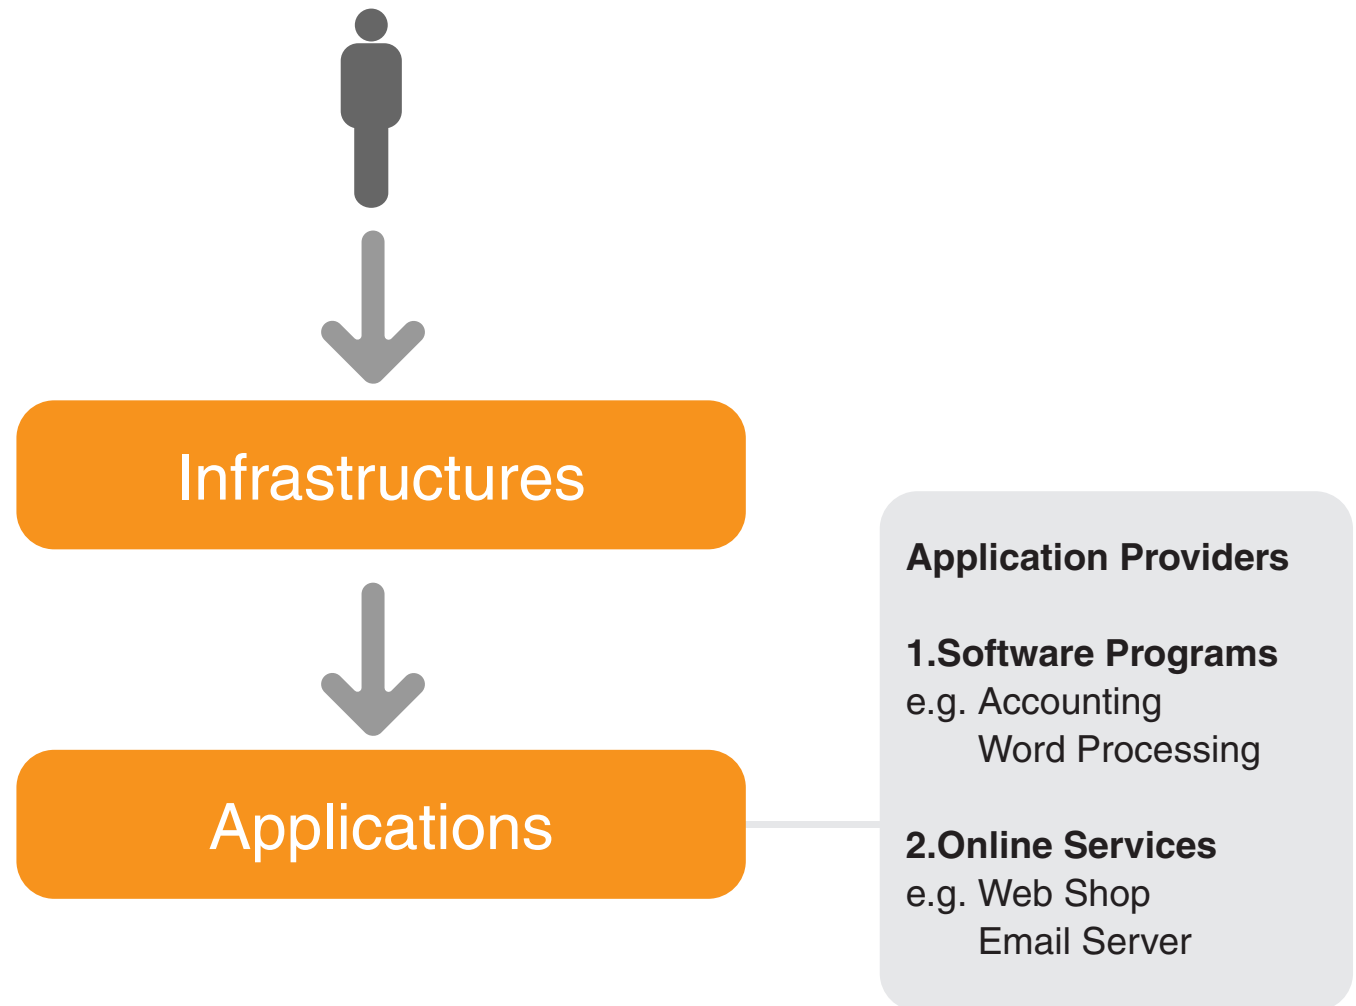 Infrastructures
Applications
Application Providers
1.Software Programs
e.g. Accounting
Word Processing
2.Online Services
e.g. Web Shop
Email Server